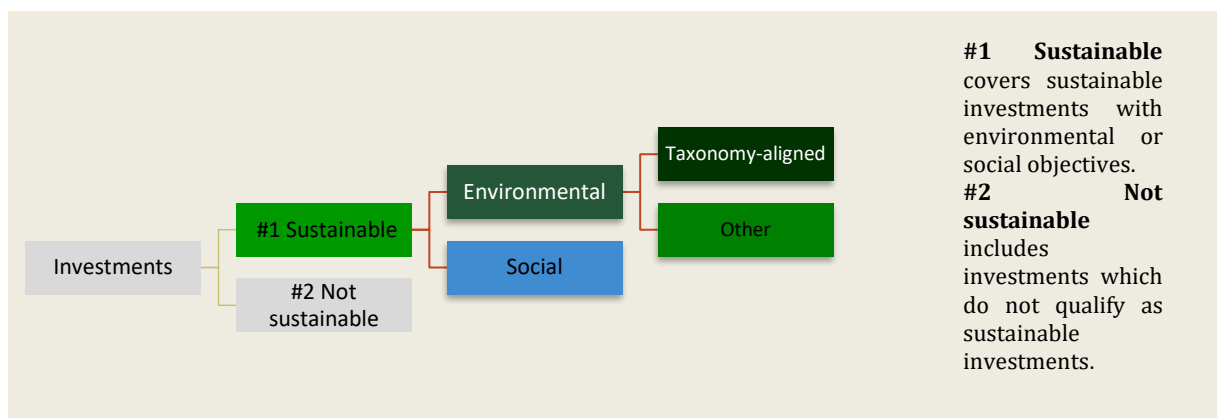 Investments
#1 Sustainable
#2 Not
sustainable
Environmental
Social
Taxonomy-aligned
Other
#1 Sustainable
covers sustainable
investments with
environmental or
social objectives.
#2 Not
sustainable
includes
investments which
do not qualify as
sustainable
investments.